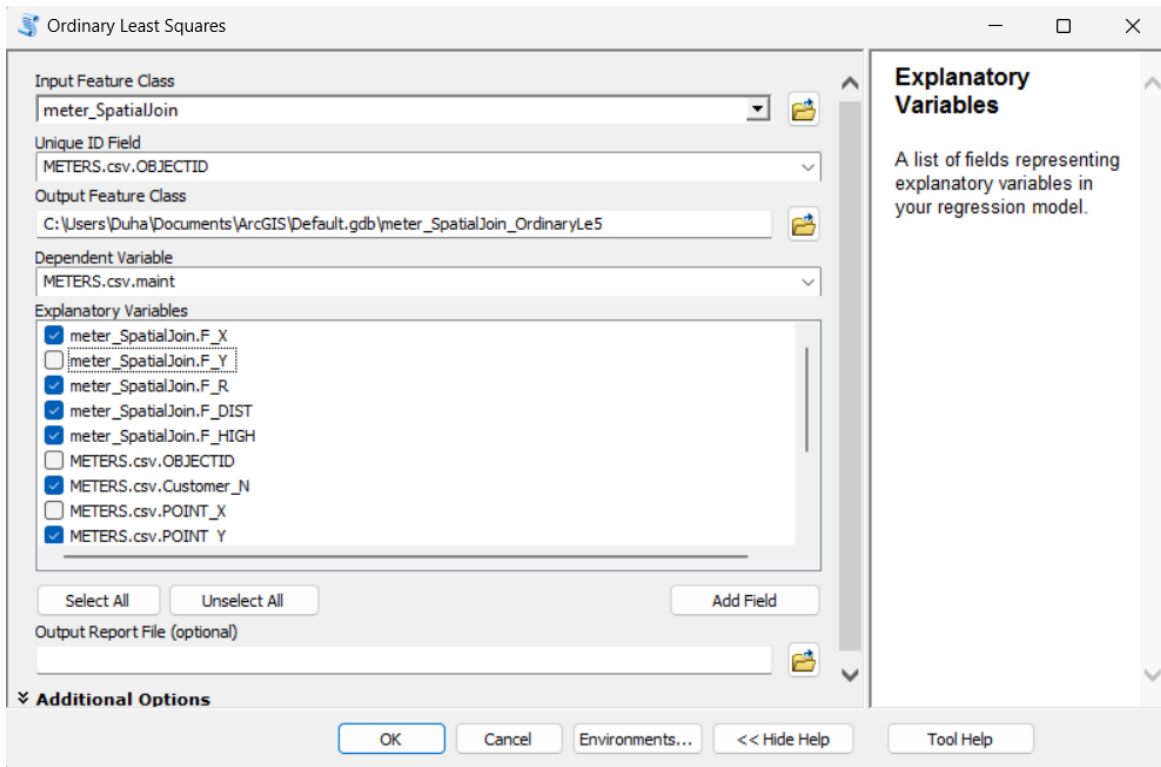 Ordinary Least Squares
Input Feature Class
meter_SpatialJoin
Unique ID Field
METERS.csv.OBJECTID
Output Feature Class
C:\Users\Duha\Documents\ArcGIS\Default.gdb\meter_SpatialJoin_OrdinaryLe5
Dependent Variable
METERS.csv.maint
Explanatory Variables
meter_SpatialJoin.F_X
meter_SpatialJoin.F_Y
meter_SpatialJoin.F_R
meter_SpatialJoin.F_DIST
meter_SpatialJoin.F_HIGH
METERS.csv.OBJECTID
METERS.csv.Customer_N
METERS.csv.POINT_X
METERS.csv.POINT_Y
Select All
Unselect All
Add Field
Output Report File (optional)
Additional Options
Explanatory
Variables
A list of fields representing
explanatory variables in
your regression model.
OK
Cancel
Environments...
<< Hide Help
Tool Help